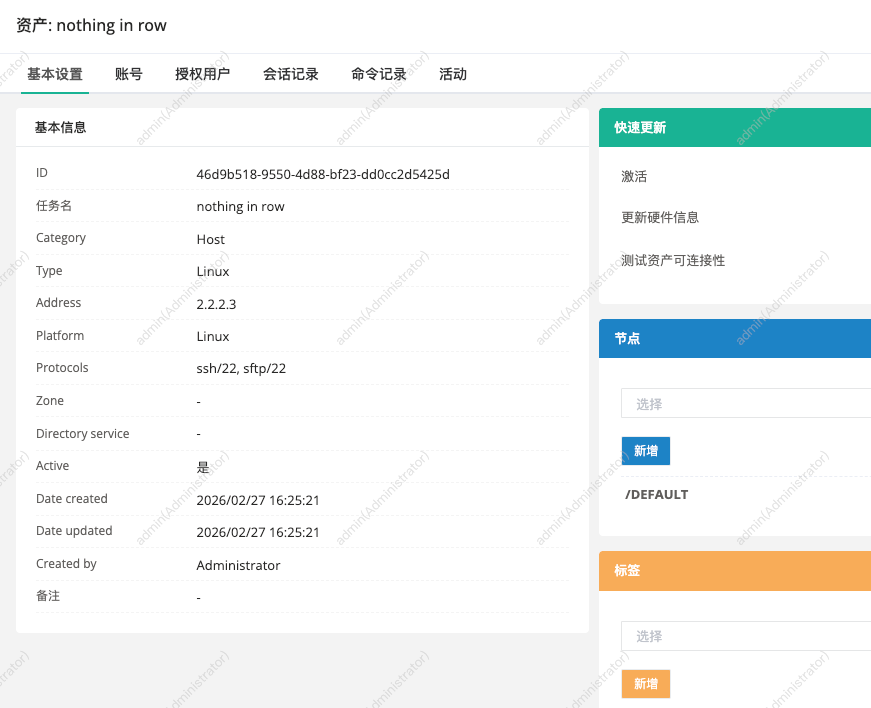 资产: nothing in row
基本设置 账号 授权用户 会话记录 命令记录 活动
基本信息
ID 46d9b518-9550-4d88-bf23-dd0cc2d5425d
任务名 nothing in row
Category Host
Type Linux
Address 2.2.2.3
Platform Linux
Protocols ssh/22, sftp/22
Zone -
Directory service -
Active 是
Date created 2026/02/27 16:25:21
Date updated 2026/02/27 16:25:21
Created by Administrator
备注 -
快速更新
激活
更新硬件信息
测试资产可连接性
节点
选择
新增
/DEFAULT
标签
选择
新增
admin(Administrator)